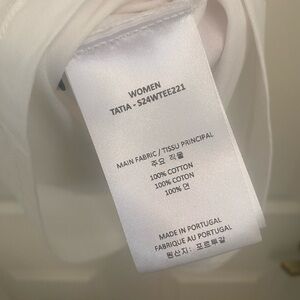 WOMEN
TATIA - S24WTEE221
MAIN FABRIC / TISSU PRINCIPAL
주요 직물
100% COTTON
100% COTON
100% 면
MADE IN PORTUGAL
FABRIQUE AU PORTUGAL
원산지: 포르투갈